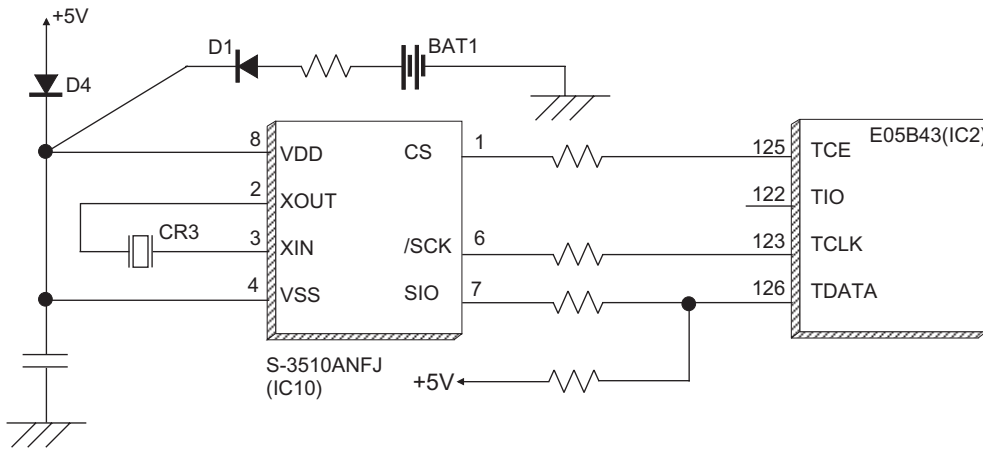 +5V
D1
BAT1
D4
E05B43(IC2)
8
VDD
CS
1
125
TCE
2
XOUT
122
TIO
CR3
3
XIN
/SCK
6
123
TCLK
4
VSS
SIO
7
126
TDATA
S-3510ANFJ
(IC10)
+5V